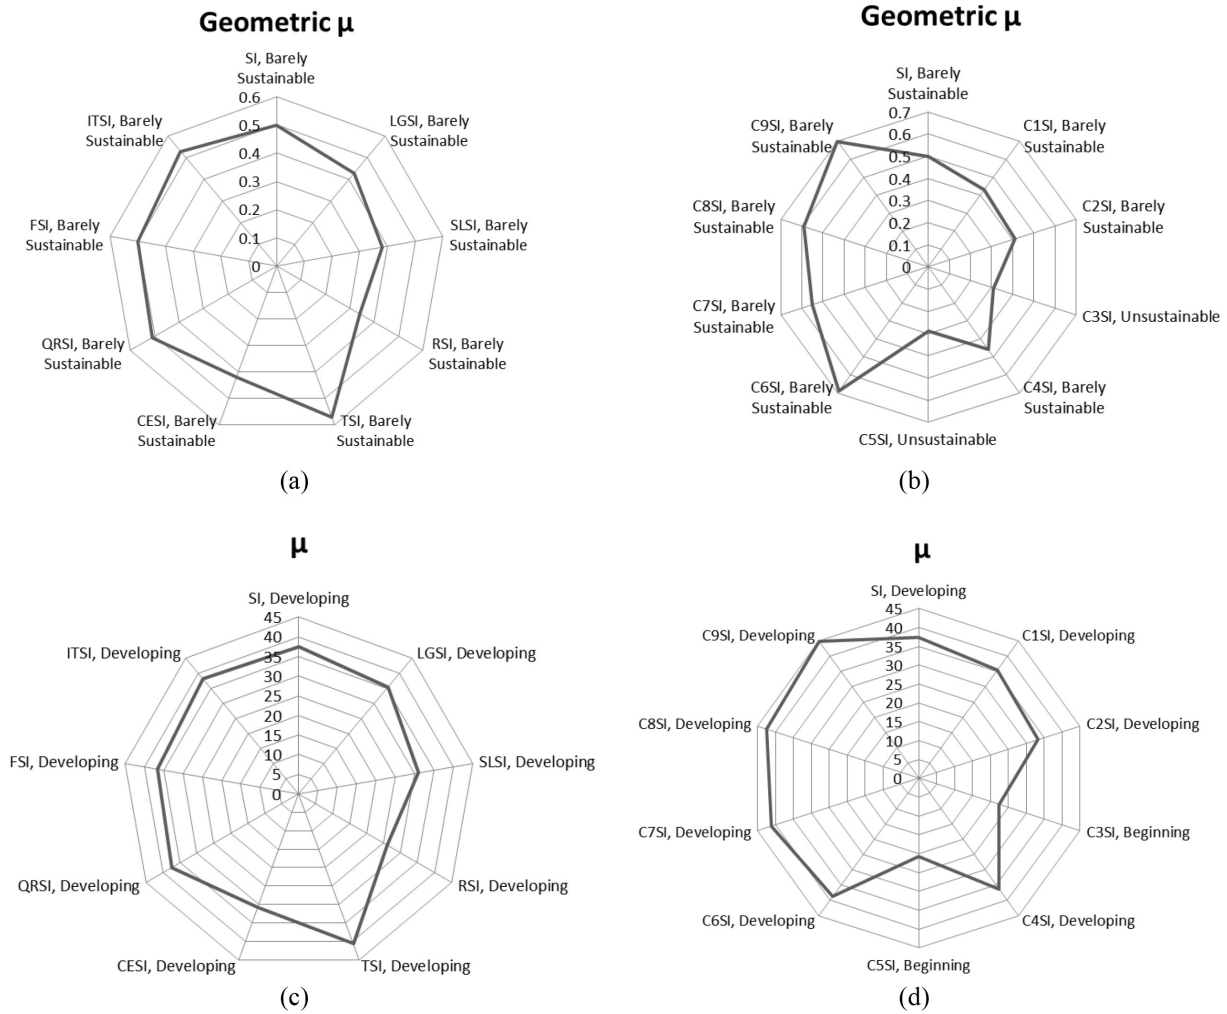 Geometric µ
SI, Barely
Sustainable
0.6
0.5
0.4
0.3
0.2
0.1
0
LGSI, Barely
Sustainable
SLSI, Barely
Sustainable
RSI, Barely
Sustainable
TSI, Barely
Sustainable
CESI, Barely
Sustainable
QRSI, Barely
Sustainable
FSI, Barely
Sustainable
ITSI, Barely
Sustainable
(a)
Geometric µ
SI, Barely
Sustainable
0.7
0.6
0.5
0.4
0.3
0.2
0.1
0
C1SI, Barely
Sustainable
C2SI, Barely
Sustainable
C3SI, Unsustainable
C4SI, Barely
Sustainable
C5SI, Unsustainable
C6SI, Barely
Sustainable
C7SI, Barely
Sustainable
C8SI, Barely
Sustainable
C9SI, Barely
Sustainable
(b)
µ
SI, Developing
45
40
35
30
25
20
15
10
5
0
LGSI, Developing
SLSI, Developing
RSI, Developing
TSI, Developing
CESI, Developing
QRSI, Developing
FSI, Developing
ITSI, Developing
(c)
µ
SI, Developing
45
40
35
30
25
20
15
10
5
0
C1SI, Developing
C2SI, Developing
C3SI, Beginning
C4SI, Developing
C5SI, Beginning
C6SI, Developing
C7SI, Developing
C8SI, Developing
C9SI, Developing
(d)